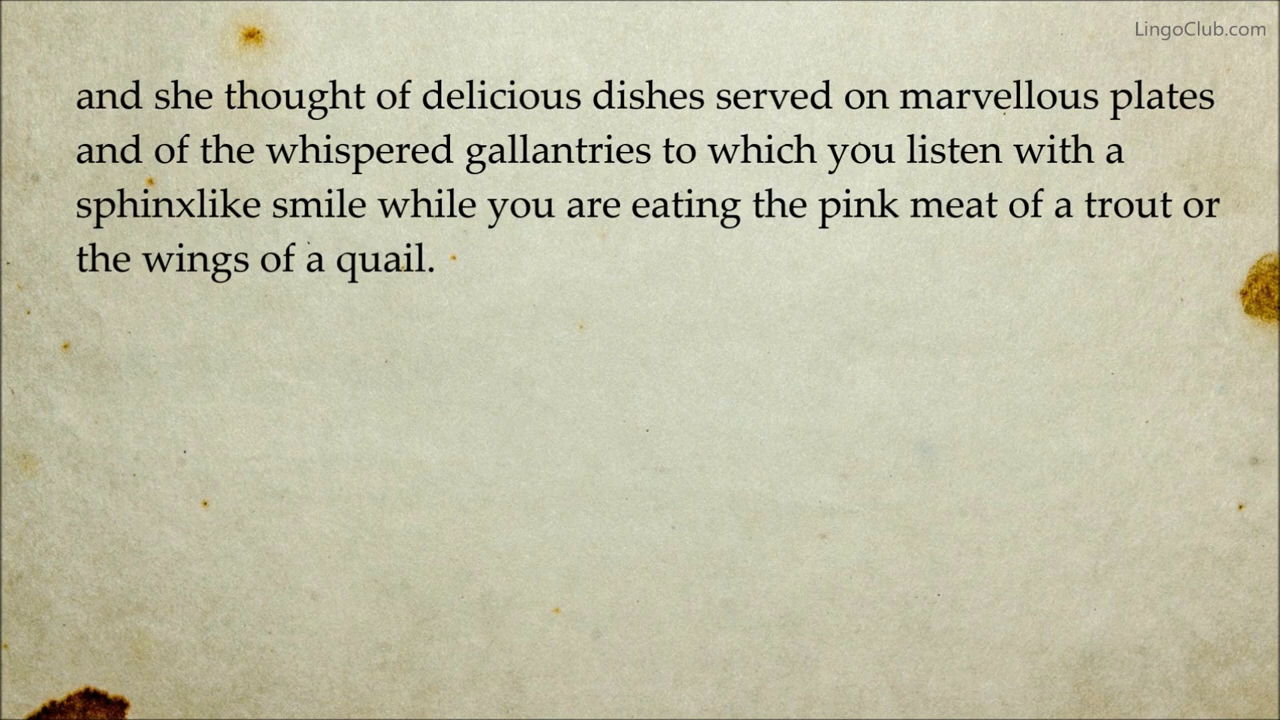 LingoClub.com
and she thought of delicious dishes served on marvellous plates
and of the whispered gallantries to which you listen with a
sphinxlike smile while you are eating the pink meat of a trout or
the wings of a quail.